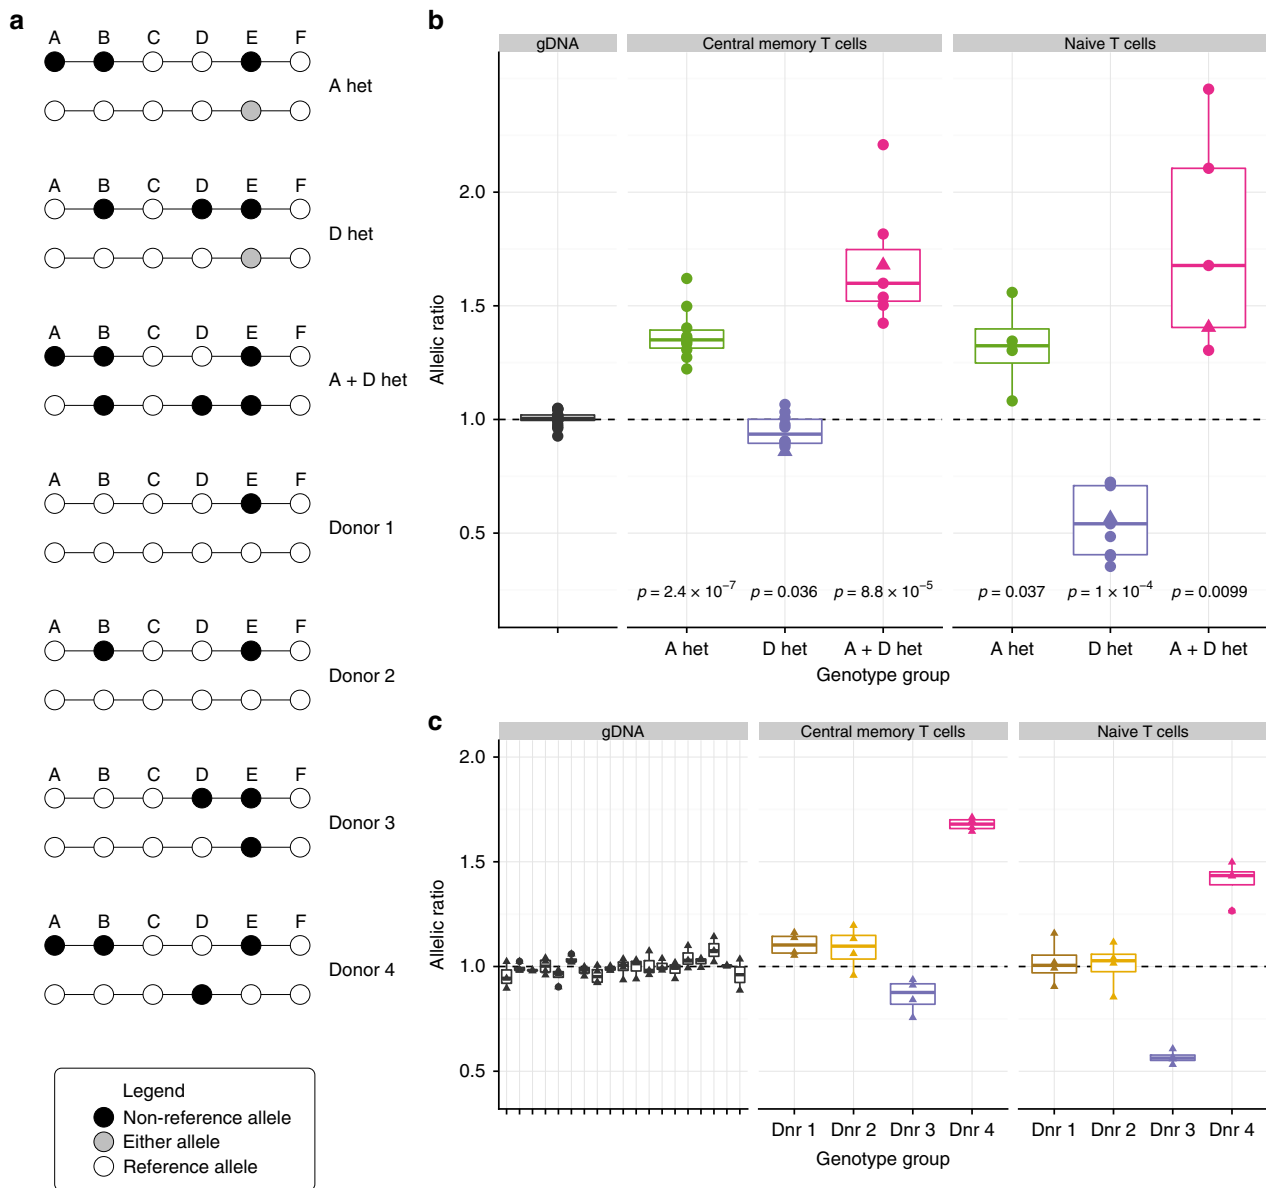 a
A B C D E F
A het
A B C D E F
D het
A B C D E F
A + D het
A B C D E F
Donor 1
A B C D E F
Donor 2
A B C D E F
Donor 3
A B C D E F
Donor 4
Legend
Non-reference allele
Either allele
Reference allele
b
gDNA Central memory T cells Naive T cells
Allelic ratio
2.0
1.5
1.0
0.5
p = 2.4 × 10⁻⁷ p = 0.036 p = 8.8 × 10⁻⁵ p = 0.037 p = 1 × 10⁻⁴ p = 0.0099
A het D het A + D het A het D het A + D het
Genotype group
c
gDNA Central memory T cells Naive T cells
Allelic ratio
2.0
1.5
1.0
0.5
Dnr 1 Dnr 2 Dnr 3 Dnr 4 Dnr 1 Dnr 2 Dnr 3 Dnr 4
Genotype group